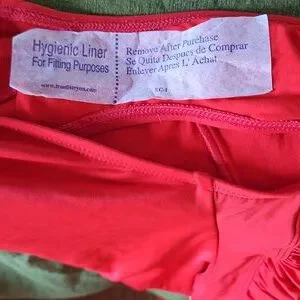 Hygienic Liner
For Fitting Purposes
Remove After Purchase
Se Quita Despues de Comprar
Enlever Apres L' Achat